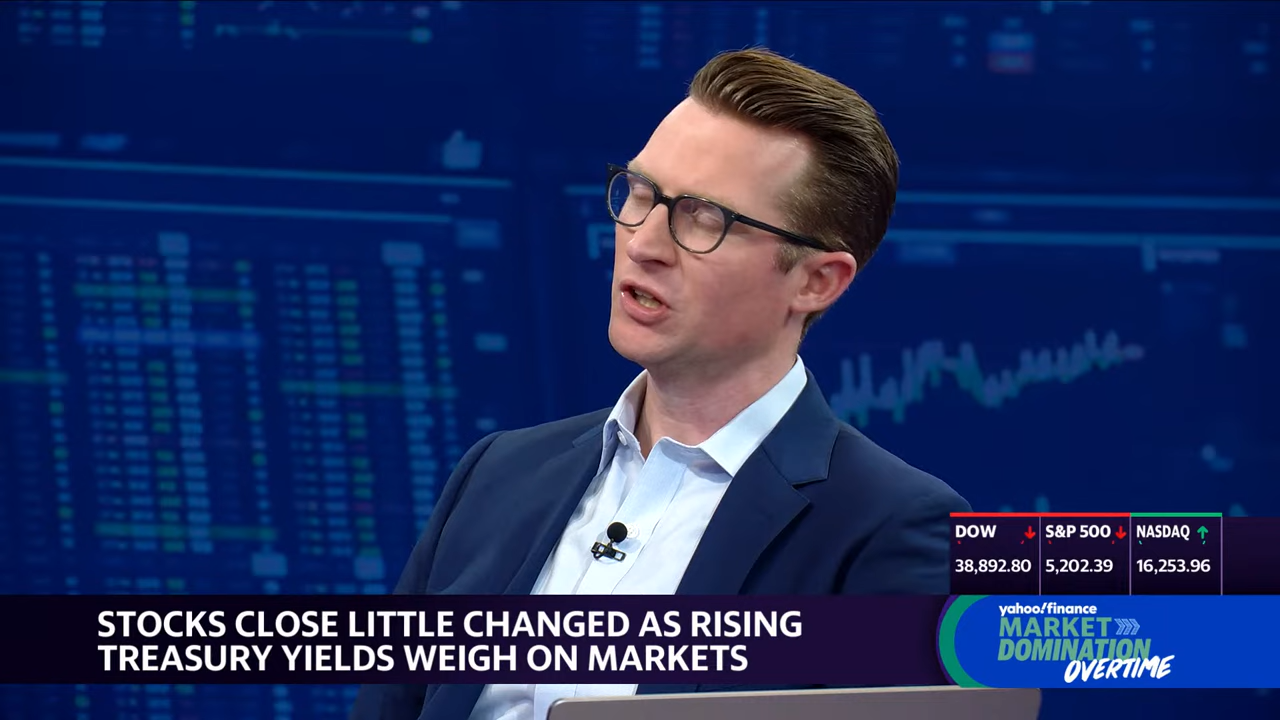 DOW
38,892.80
S&P 500
5,202.39
NASDAQ
16,253.96
STOCKS CLOSE LITTLE CHANGED AS RISING
TREASURY YIELDS WEIGH ON MARKETS
yahoo/finance
MARKET
DOMINATION
OVERTIME